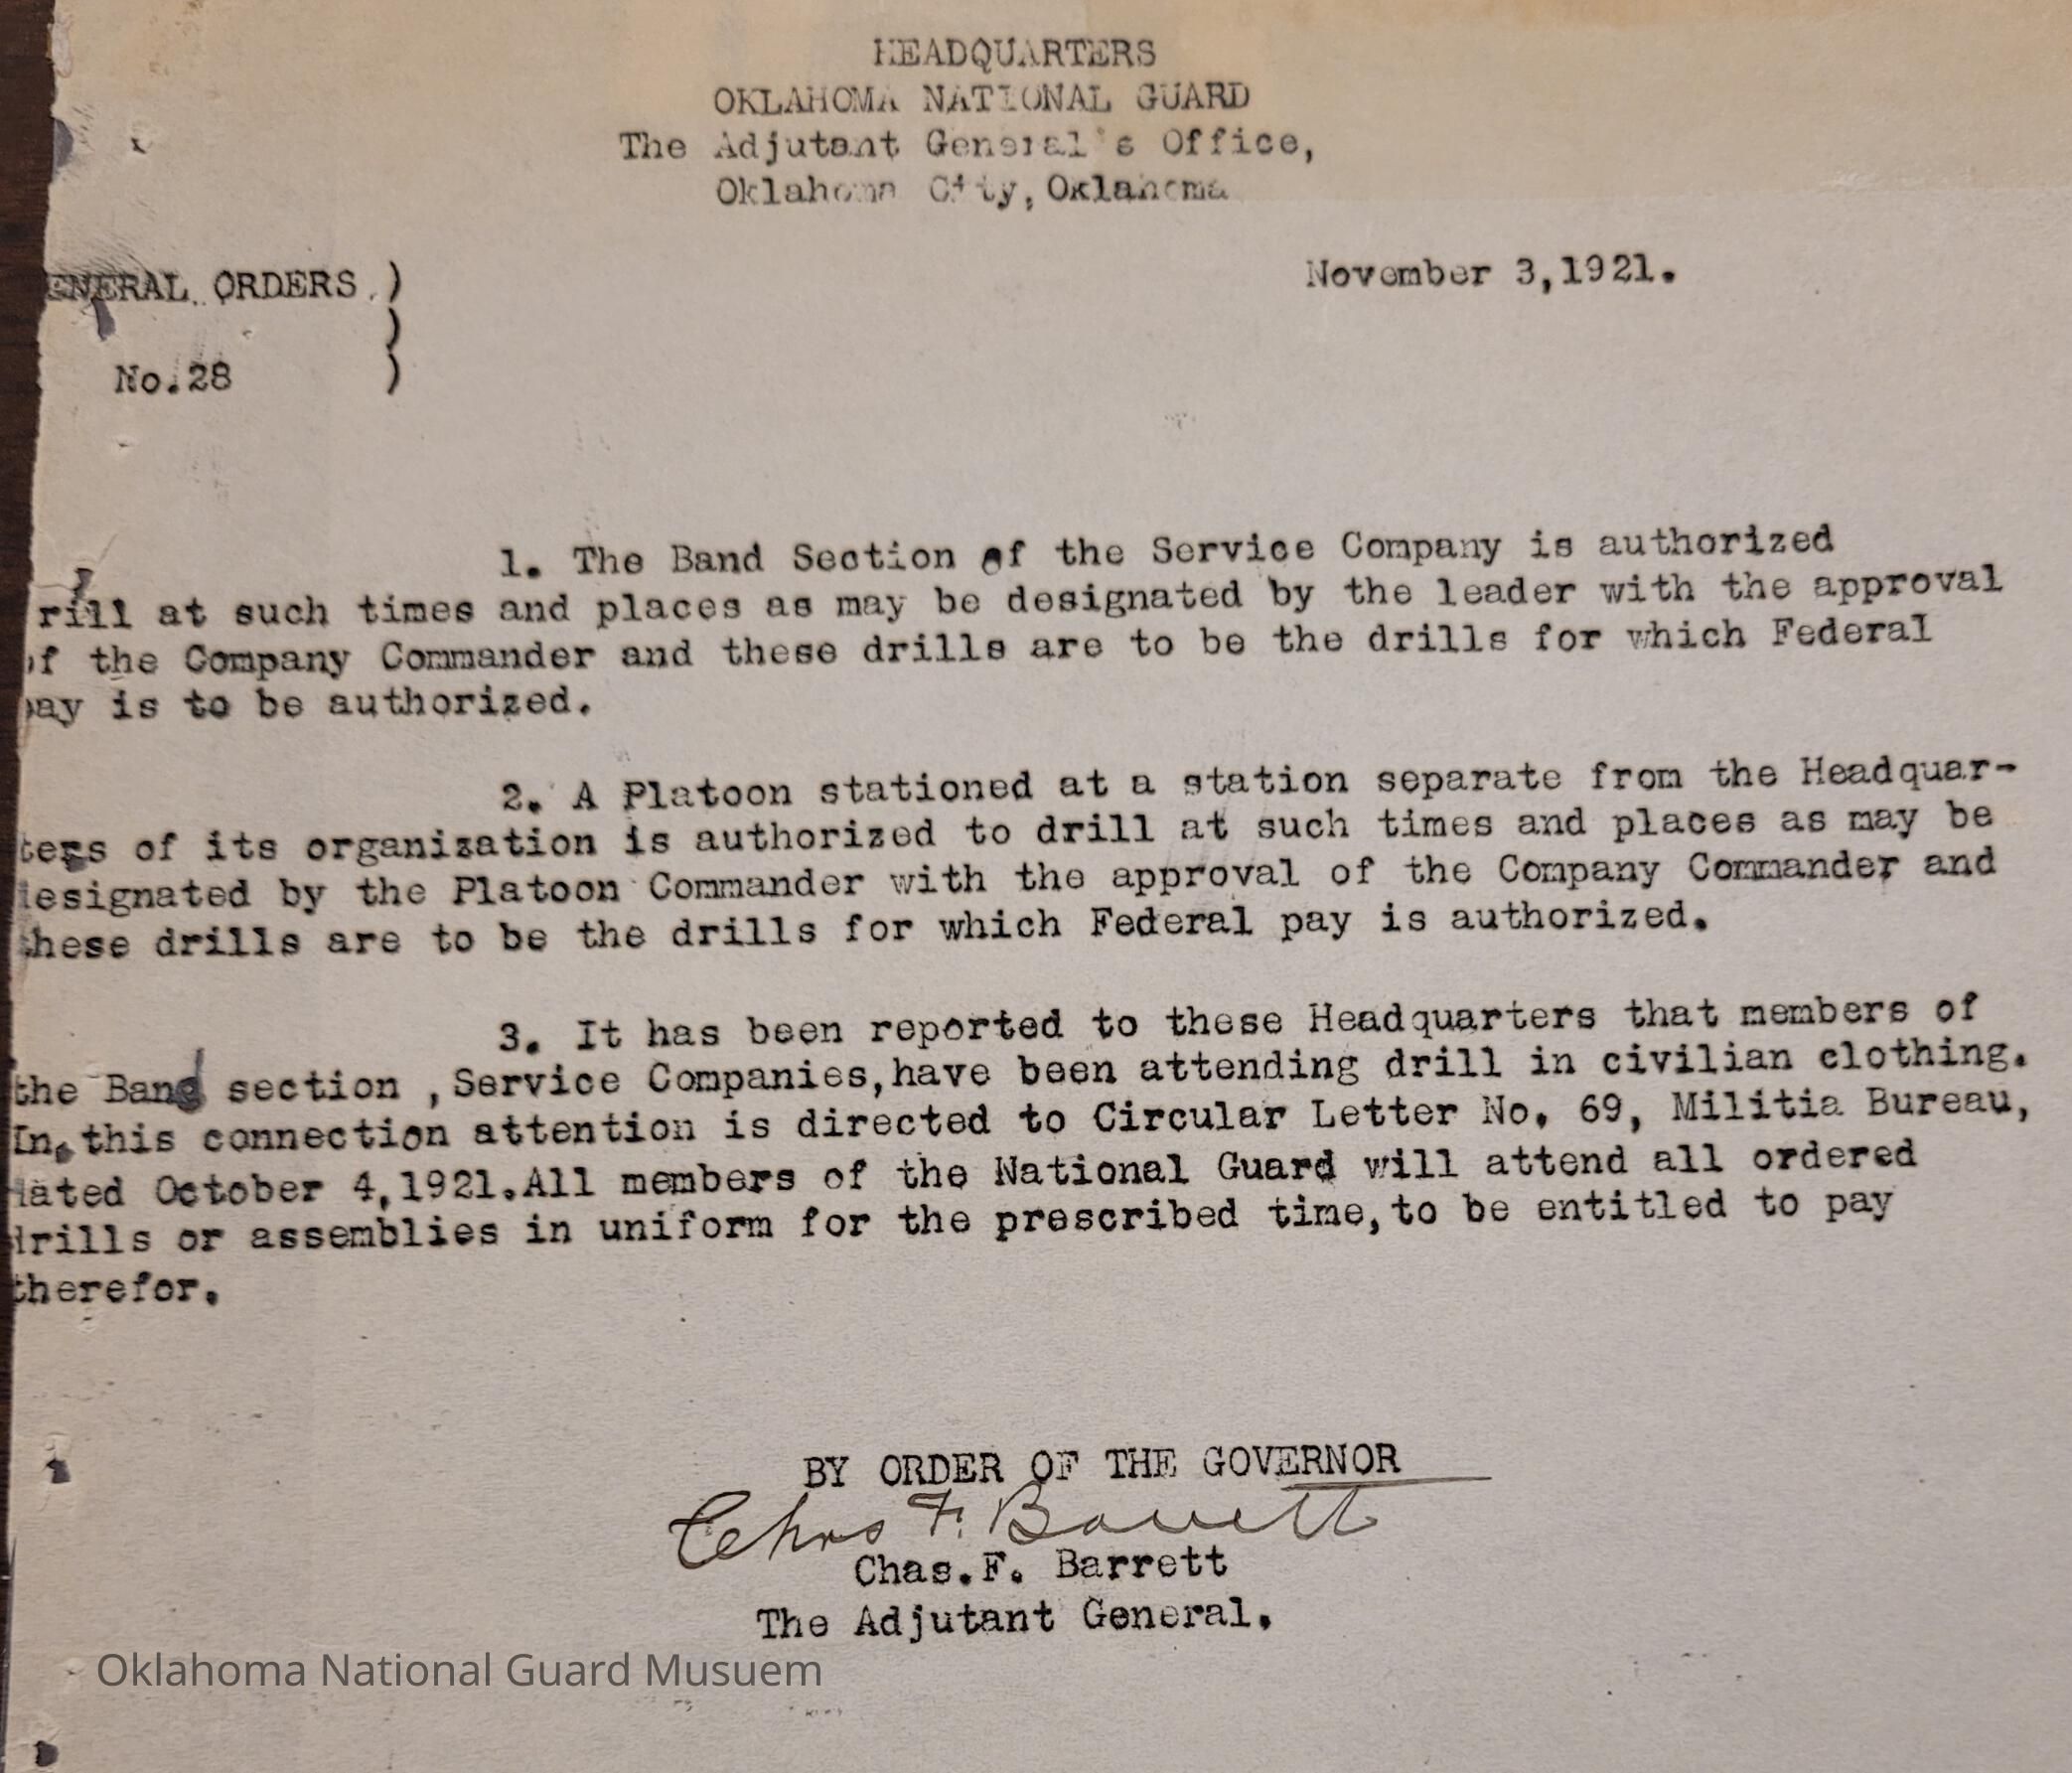 HEADQUARTERS
OKLAHOMA NATIONAL GUARD
The Adjutant General's Office,
Oklahoma City, Oklahoma
ENERAL ORDERS )
November 3,1921.
)
No.28 )
1. The Band Section of the Service Company is authorized
rill at such times and places as may be designated by the leader with the approval
of the Company Commander and these drills are to be the drills for which Federal
pay is to be authorized.
2. A Platoon stationed at a station separate from the Headquar-
ters of its organization is authorized to drill at such times and places as may be
designated by the Platoon Commander with the approval of the Company Commander and
these drills are to be the drills for which Federal pay is authorized.
3. It has been reported to these Headquarters that members of
the Band section ,Service Companies,have been attending drill in civilian clothing.
In this connection attention is directed to Circular Letter No. 69, Militia Bureau,
dated October 4,1921.All members of the National Guard will attend all ordered
drills or assemblies in uniform for the prescribed time,to be entitled to pay
therefor.
BY ORDER OF THE GOVERNOR
Chas F. Barrett
Chas.F. Barrett
The Adjutant General.
Oklahoma National Guard Musuem